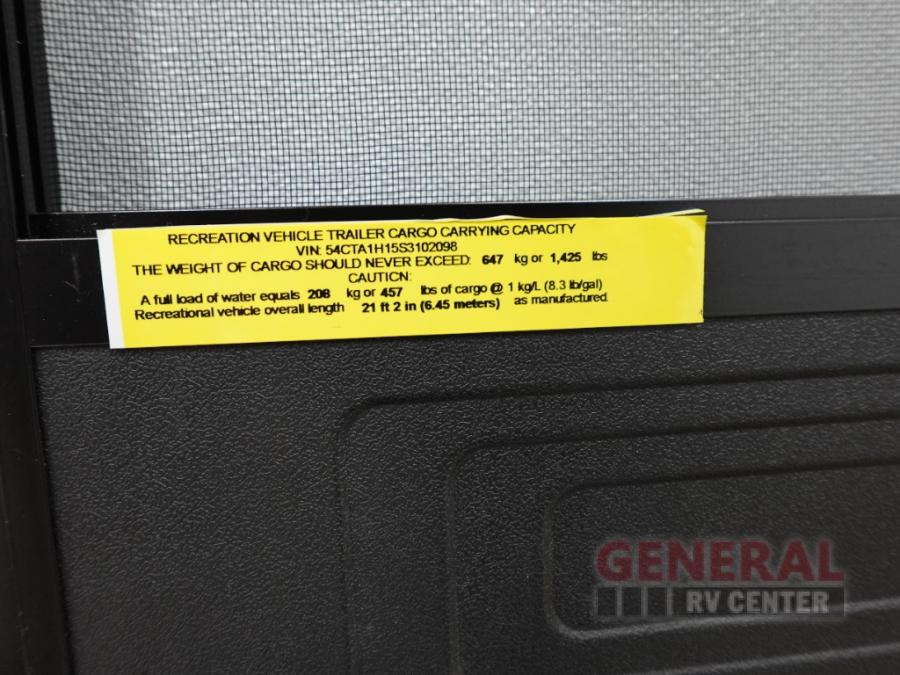 RECREATION VEHICLE TRAILER CARGO CARRYING CAPACITY
VIN: 54CTA1H15S3102098
THE WEIGHT OF CARGO SHOULD NEVER EXCEED: 647 kg or 1,425 lbs
CAUTION:
A full load of water equals 208 kg or 457 lbs of cargo @ 1 kg/L (8.3 lb/gal)
Recreational vehicle overall length 21 ft 2 in (6.45 meters) as manufactured.
GENERAL
RV CENTER